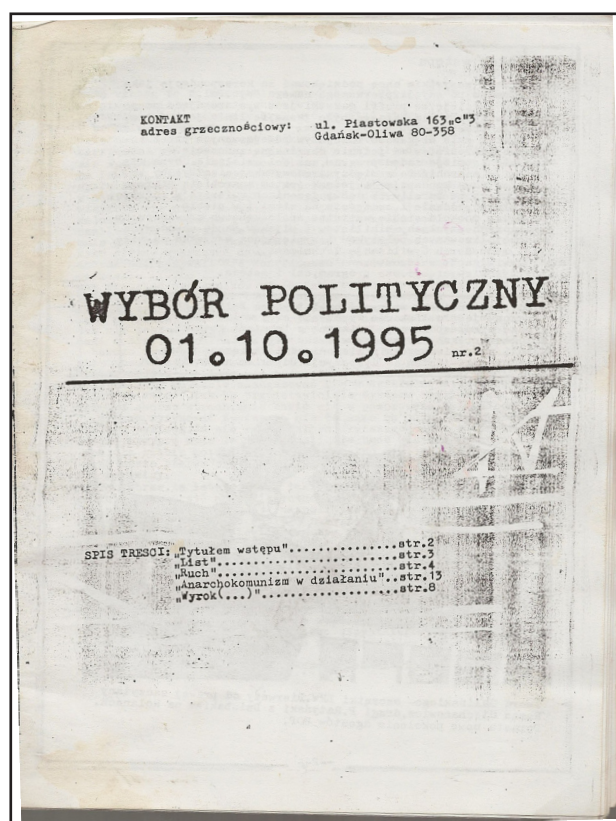 KONTAKT
adres grzecznościowy: ul. Piastowska 163„c"3
Gdańsk-Oliwa 80-358
WYBÓR POLITYCZNY
01.10.1995 nr.2
SPIS TRESCI: „Tytułem wstępu"..............str.2
„List".......................str.3
„Ruch".......................str.4
„Anarchokomunizm w działaniu"..str.13
„Wyrok(...)"..................str.8